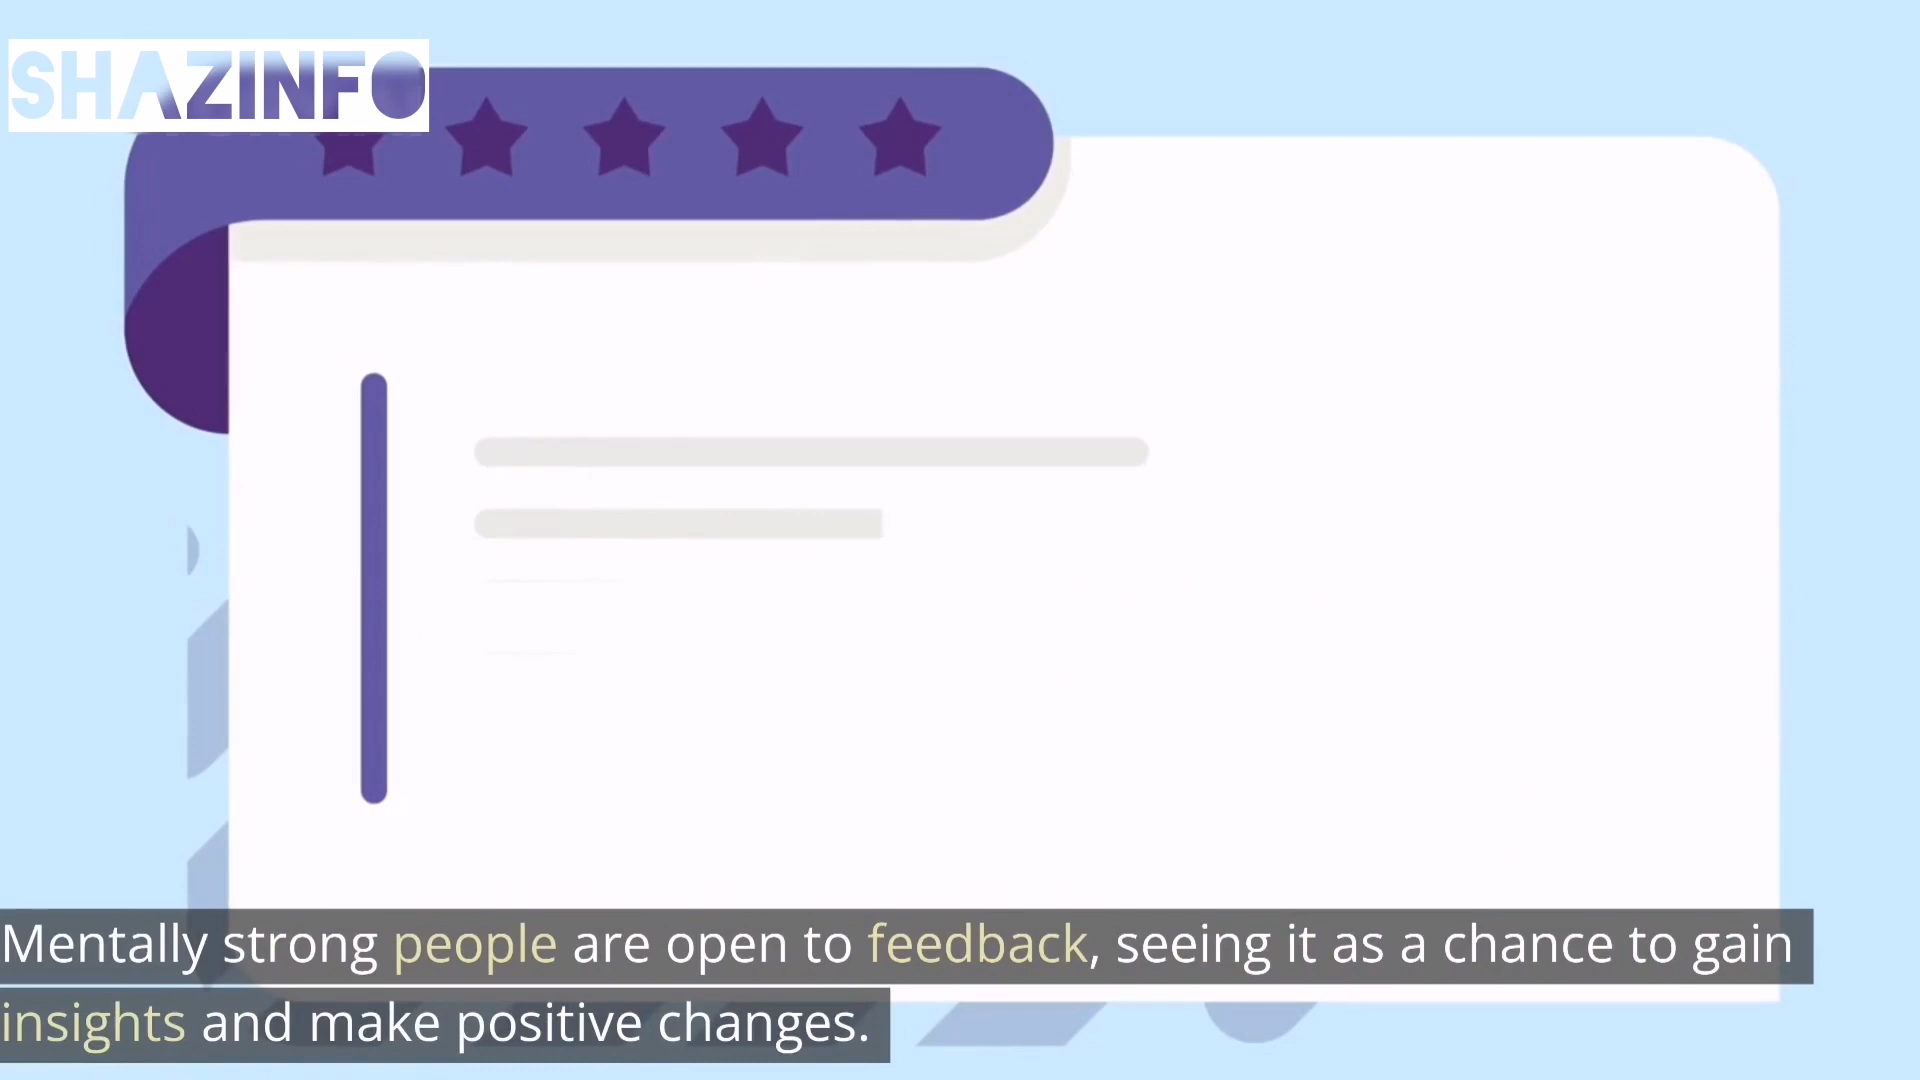 SHAZINFO
Mentally strong people are open to feedback, seeing it as a chance to gain
insights and make positive changes.